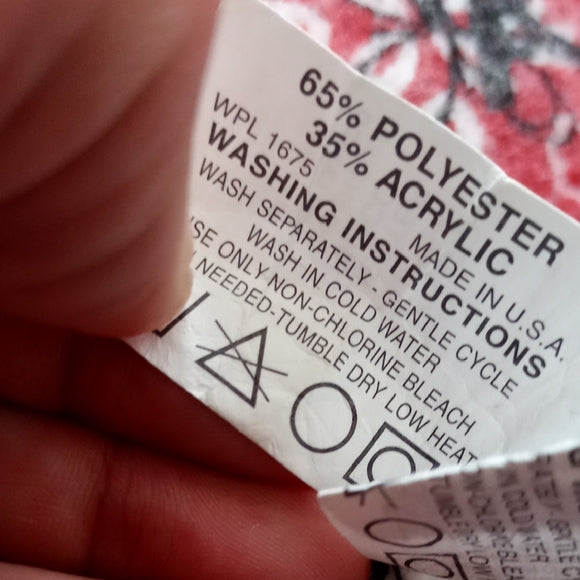 65% POLYESTER
35% ACRYLIC
WPL 1675 MADE IN U.S.A.
WASHING INSTRUCTIONS
WASH SEPARATELY - GENTLE CYCLE
WASH IN COLD WATER
USE ONLY NON-CHLORINE BLEACH
NEEDED-TUMBLE DRY LOW HEAT